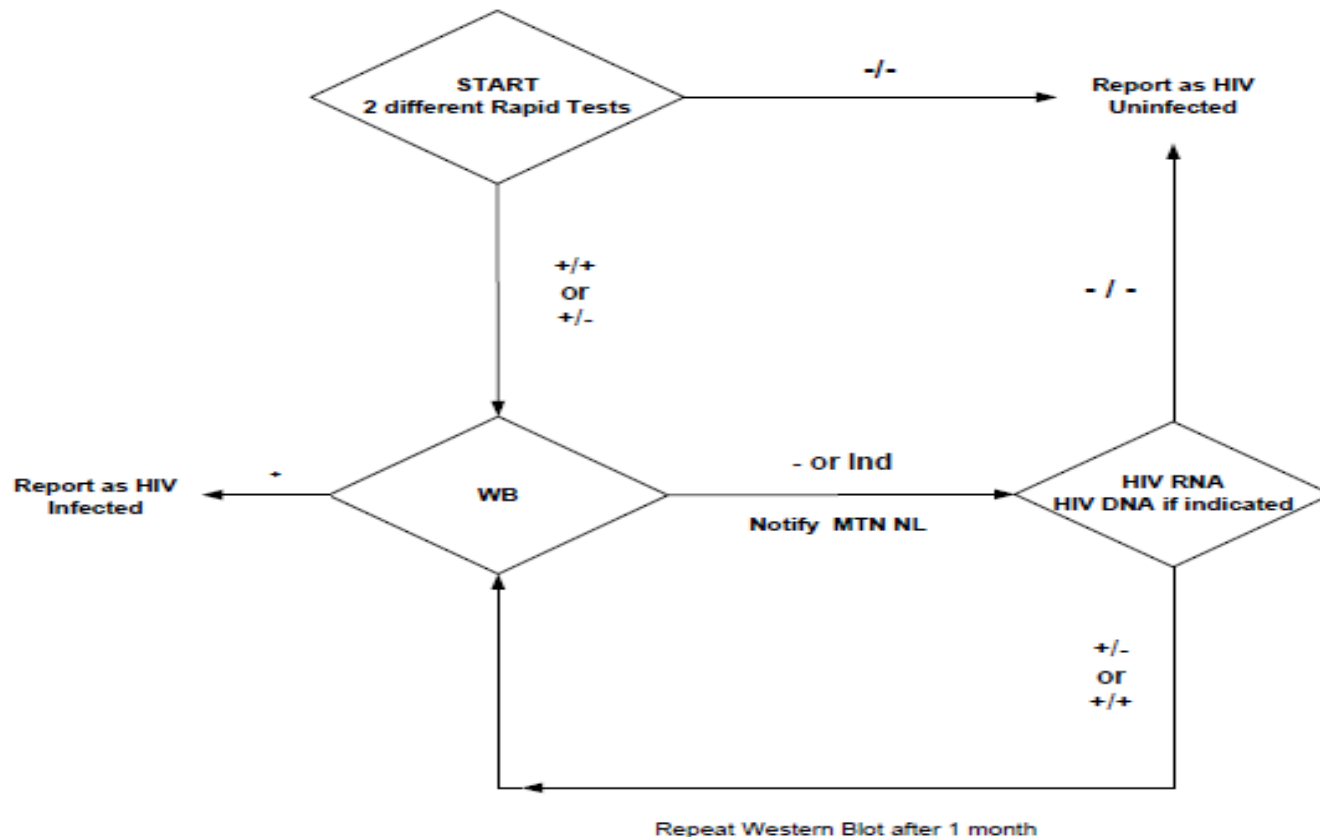 START
2 different Rapid Tests
-/-
Report as HIV
Uninfected
+/+
or
+/-
- / -
Report as HIV
Infected
+
WB
- or Ind
Notify MTN NL
HIV RNA
HIV DNA if indicated
+/-
or
+/+
Repeat Western Blot after 1 month